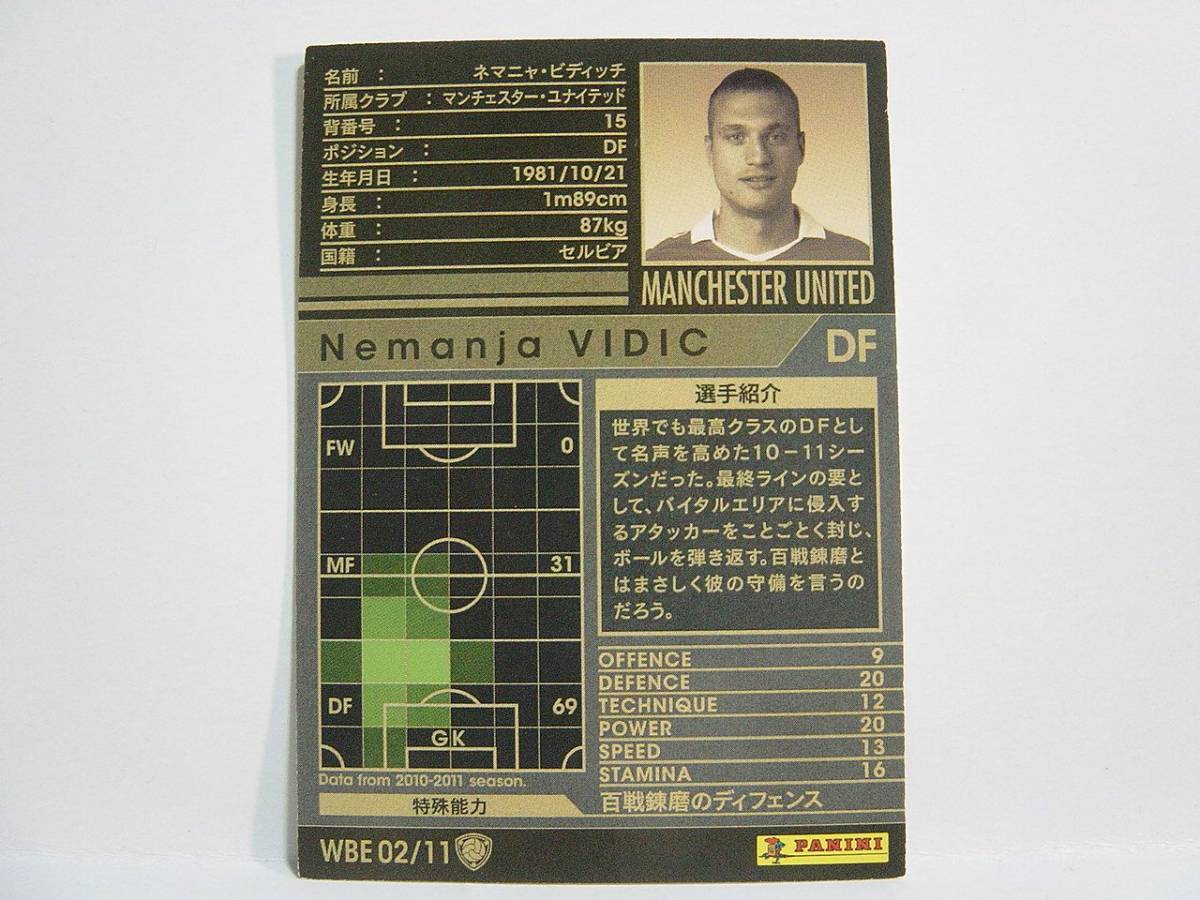 名前 : ネマニャ・ビディッチ
所属クラブ : マンチェスター・ユナイテッド
背番号 : 15
ポジション : DF
生年月日 : 1981/10/21
身長 : 1m89cm
体重 : 87kg
国籍 : セルビア
MANCHESTER UNITED
Nemanja VIDIC
DF
FW 0
MF 31
DF 69
GK
Data from 2010-2011 season.
選手紹介
世界でも最高クラスのDFとし
て名声を高めた10-11シー
ズンだった。最終ラインの要と
して、バイタルエリアに侵入す
るアタッカーをことごとく封じ、
ボールを弾き返す。百戦錬磨と
はまさしく彼の守備を言うの
だろう。
OFFENCE 9
DEFENCE 20
TECHNIQUE 12
POWER 20
SPEED 13
STAMINA 16
特殊能力 百戦錬磨のディフェンス
WBE 02/11
PANINI